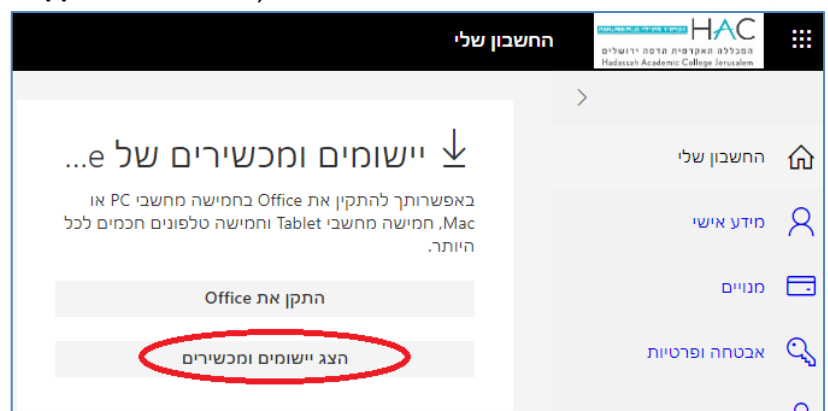 החשבון שלי
HAC
המכללה האקדמית הדסה ירושלים
Hadassah Academic College Jerusalem
יישומים ומכשירים של e...
באפשרותך להתקין את Office בחמישה מחשבי PC או
Mac, חמישה מחשבי Tablet וחמישה טלפונים חכמים לכל
היותר.
התקן את Office
הצג יישומים ומכשירים
החשבון שלי
מידע אישי
מנויים
אבטחה ופרטיות